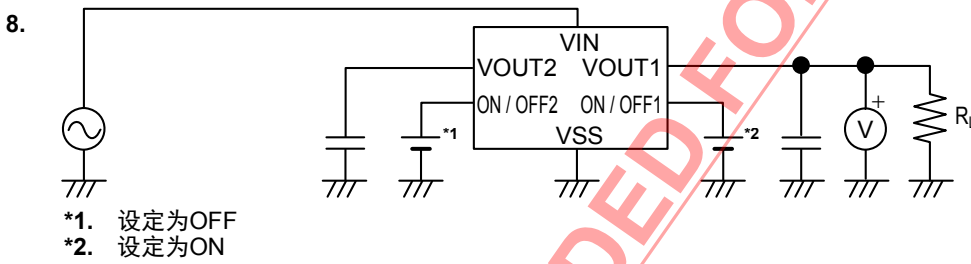 8.
VIN
VOUT2 VOUT1
ON / OFF2 ON / OFF1
*1 *2
VSS
V
+
*1. 设定为OFF
*2. 设定为ON